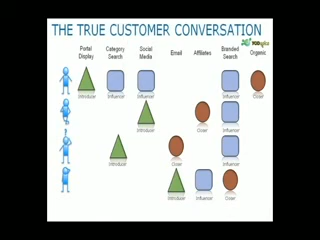 THE TRUE CUSTOMER CONVERSATION
Portal Display
Category Search
Social Media
Email
Affiliates
Branded Search
Organic
Introducer
Influencer
Influencer
Influencer
Closer
Introducer
Closer
Influencer
Introducer
Closer
Influencer
Introducer
Influencer
Closer